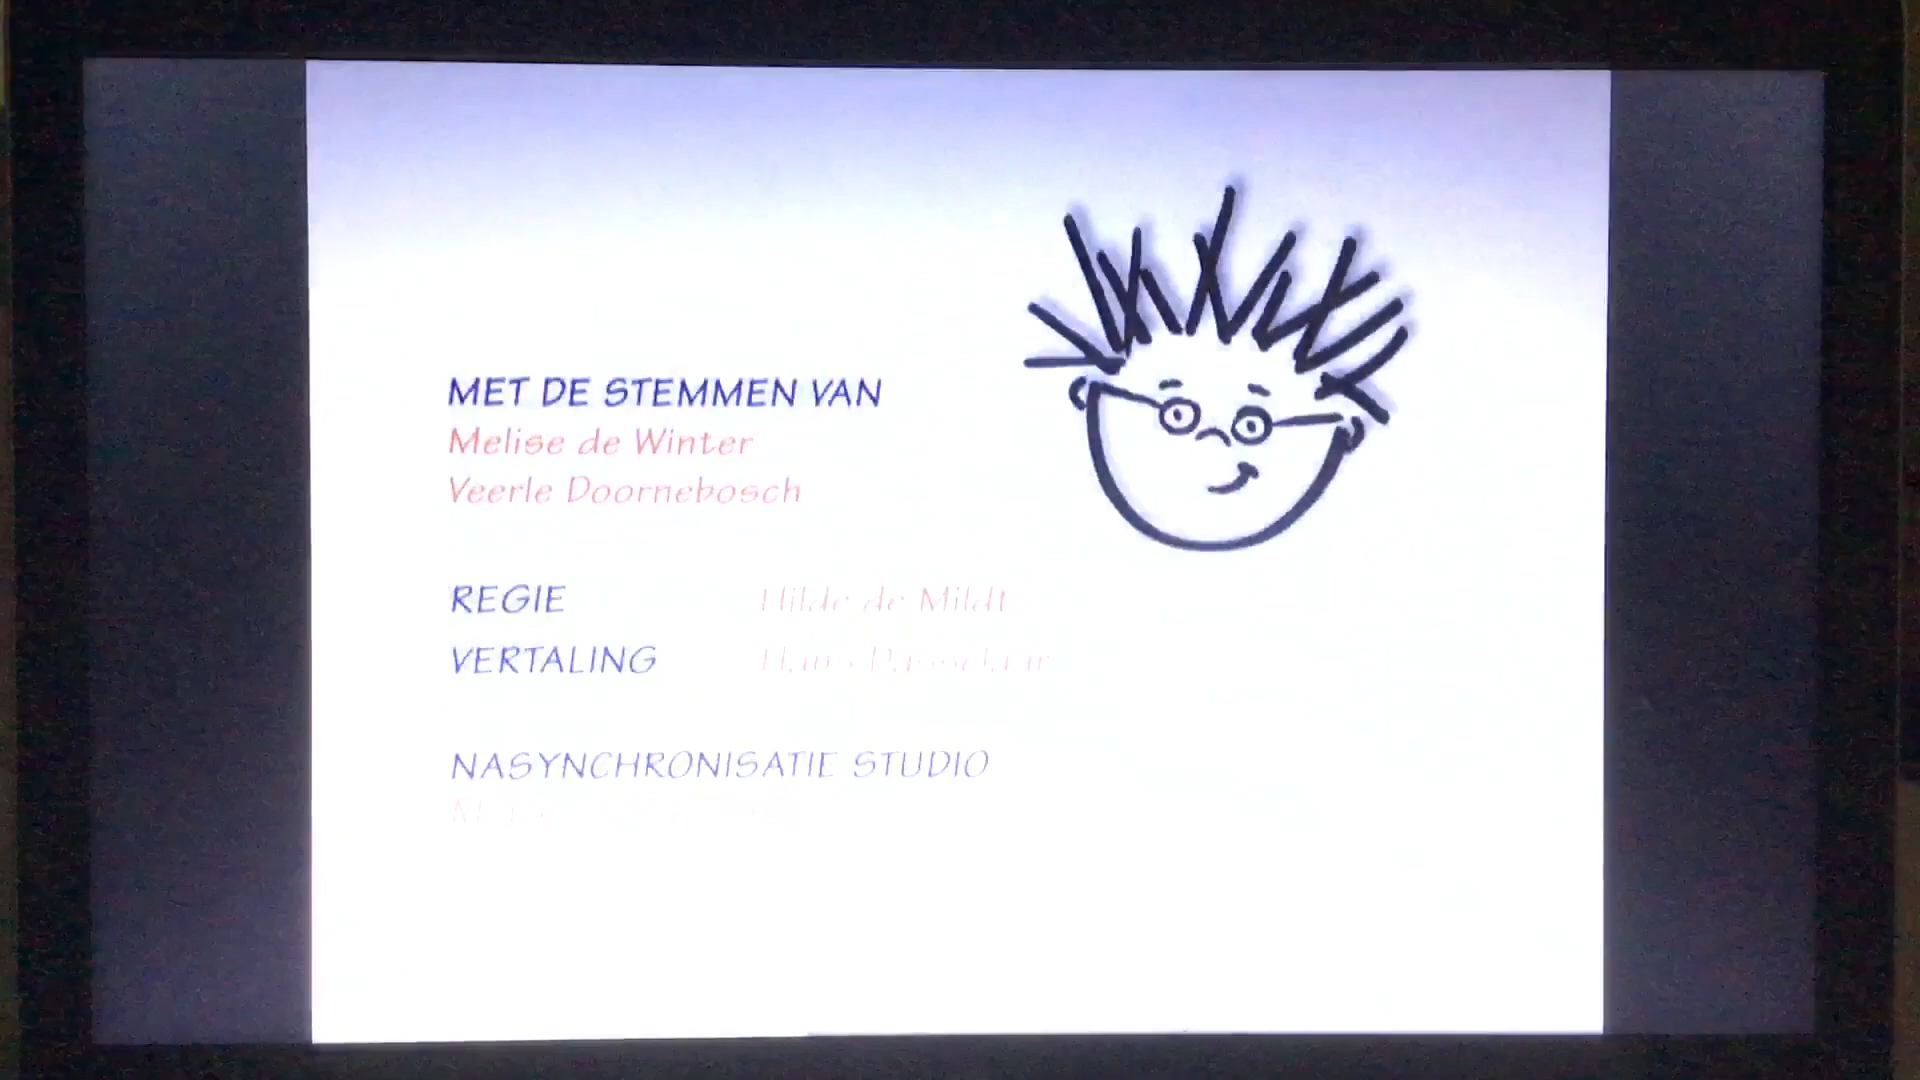 MET DE STEMMEN VAN
Melise de Winter
Veerle Doornebosch
REGIE Hilde de Mildt
VERTALING
NASYNCHRONISATIE STUDIO